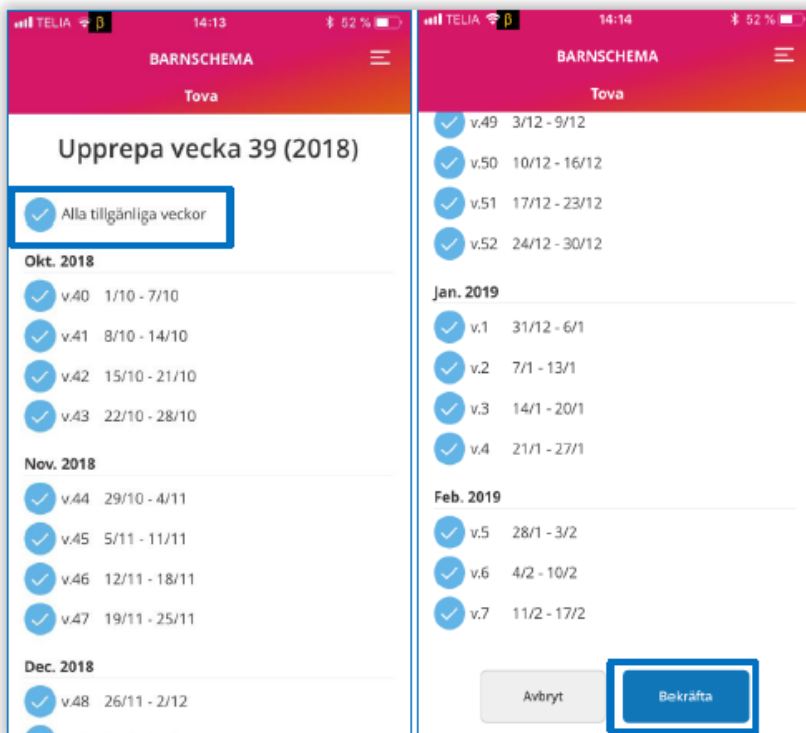 TELIA β 14:13 52 %
BARNSCHEMA
Tova
Upprepa vecka 39 (2018)
Alla tillgänliga veckor
Okt. 2018
v.40 1/10 - 7/10
v.41 8/10 - 14/10
v.42 15/10 - 21/10
v.43 22/10 - 28/10
Nov. 2018
v.44 29/10 - 4/11
v.45 5/11 - 11/11
v.46 12/11 - 18/11
v.47 19/11 - 25/11
Dec. 2018
v.48 26/11 - 2/12
TELIA β 14:14 52 %
BARNSCHEMA
Tova
v.49 3/12 - 9/12
v.50 10/12 - 16/12
v.51 17/12 - 23/12
v.52 24/12 - 30/12
Jan. 2019
v.1 31/12 - 6/1
v.2 7/1 - 13/1
v.3 14/1 - 20/1
v.4 21/1 - 27/1
Feb. 2019
v.5 28/1 - 3/2
v.6 4/2 - 10/2
v.7 11/2 - 17/2
Avbryt Bekräfta